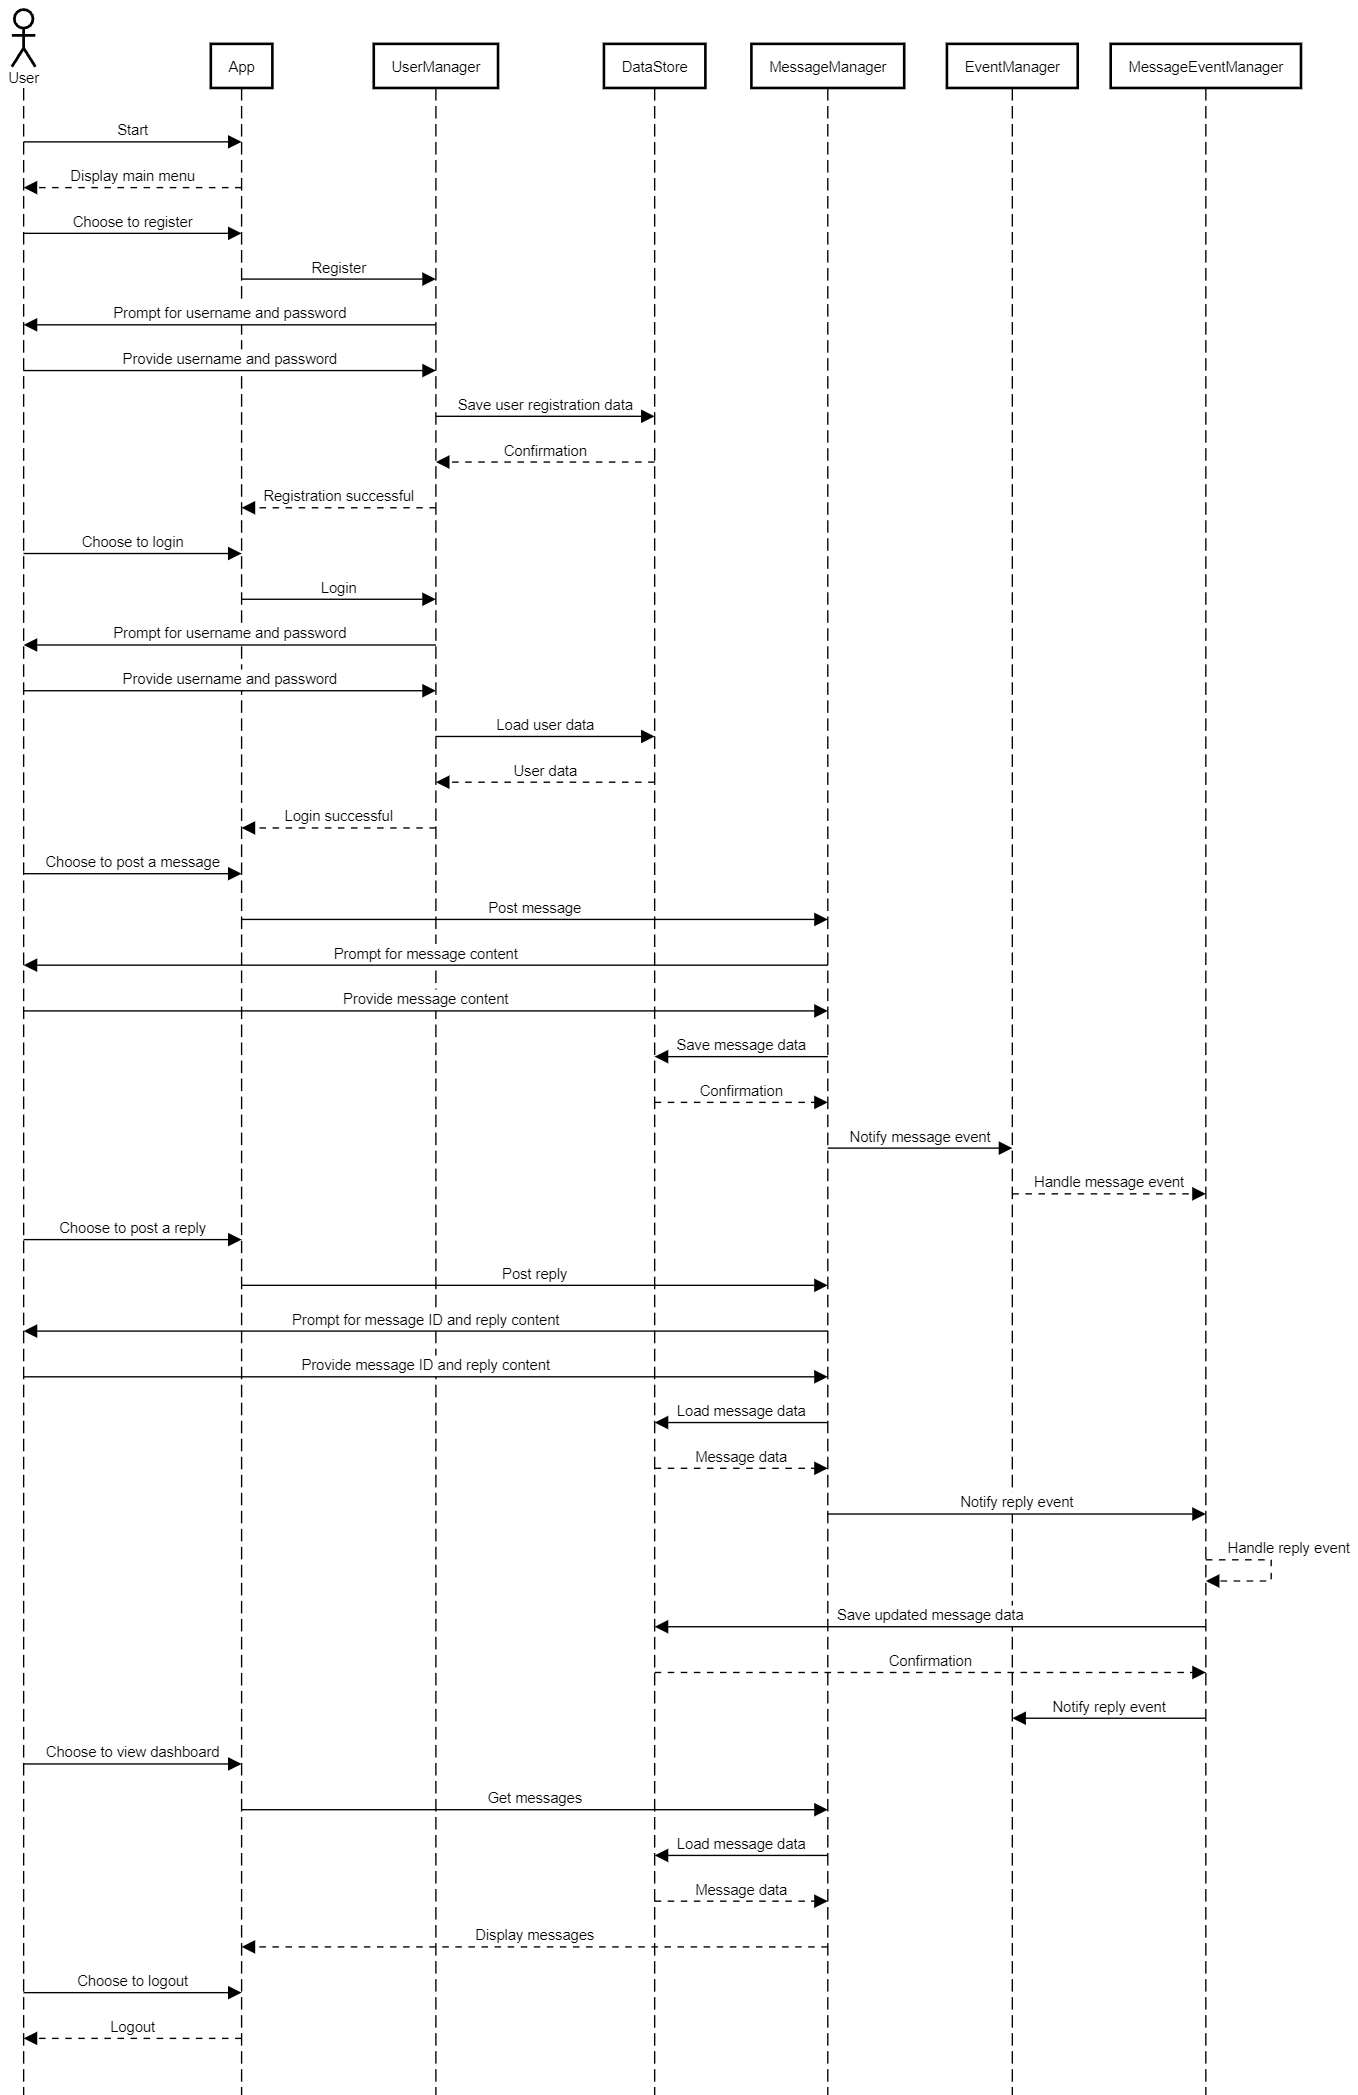 User
App
UserManager
DataStore
MessageManager
EventManager
MessageEventManager
Start
Display main menu
Choose to register
Register
Prompt for username and password
Provide username and password
Save user registration data
Confirmation
Registration successful
Choose to login
Login
Prompt for username and password
Provide username and password
Load user data
User data
Login successful
Choose to post a message
Post message
Prompt for message content
Provide message content
Save message data
Confirmation
Notify message event
Handle message event
Choose to post a reply
Post reply
Prompt for message ID and reply content
Provide message ID and reply content
Load message data
Message data
Notify reply event
Handle reply event
Save updated message data
Confirmation
Notify reply event
Choose to view dashboard
Get messages
Load message data
Message data
Display messages
Choose to logout
Logout